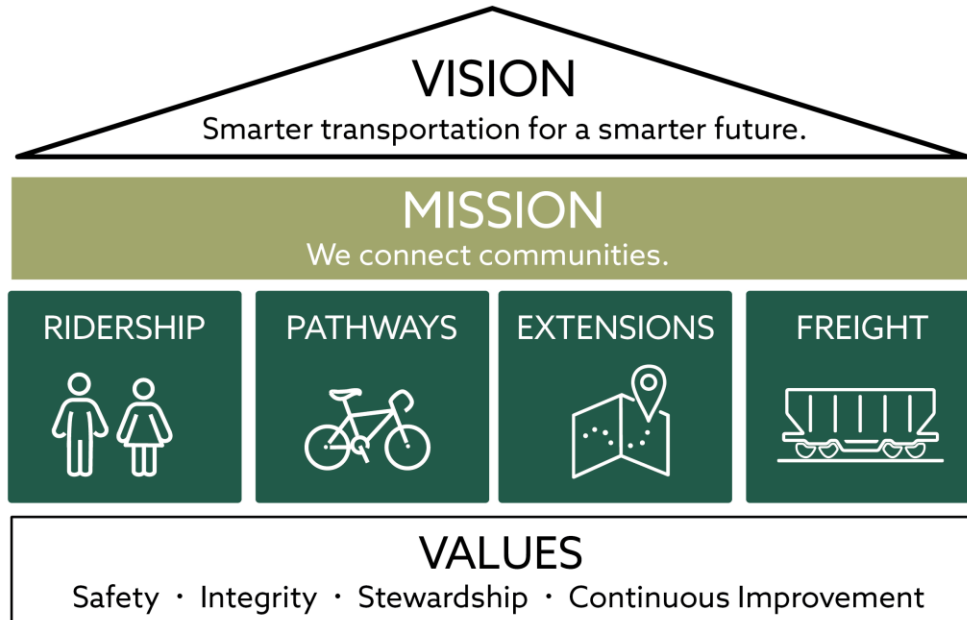 VISION
Smarter transportation for a smarter future.
MISSION
We connect communities.
RIDERSHIP
PATHWAYS
EXTENSIONS
FREIGHT
VALUES
Safety · Integrity · Stewardship · Continuous Improvement